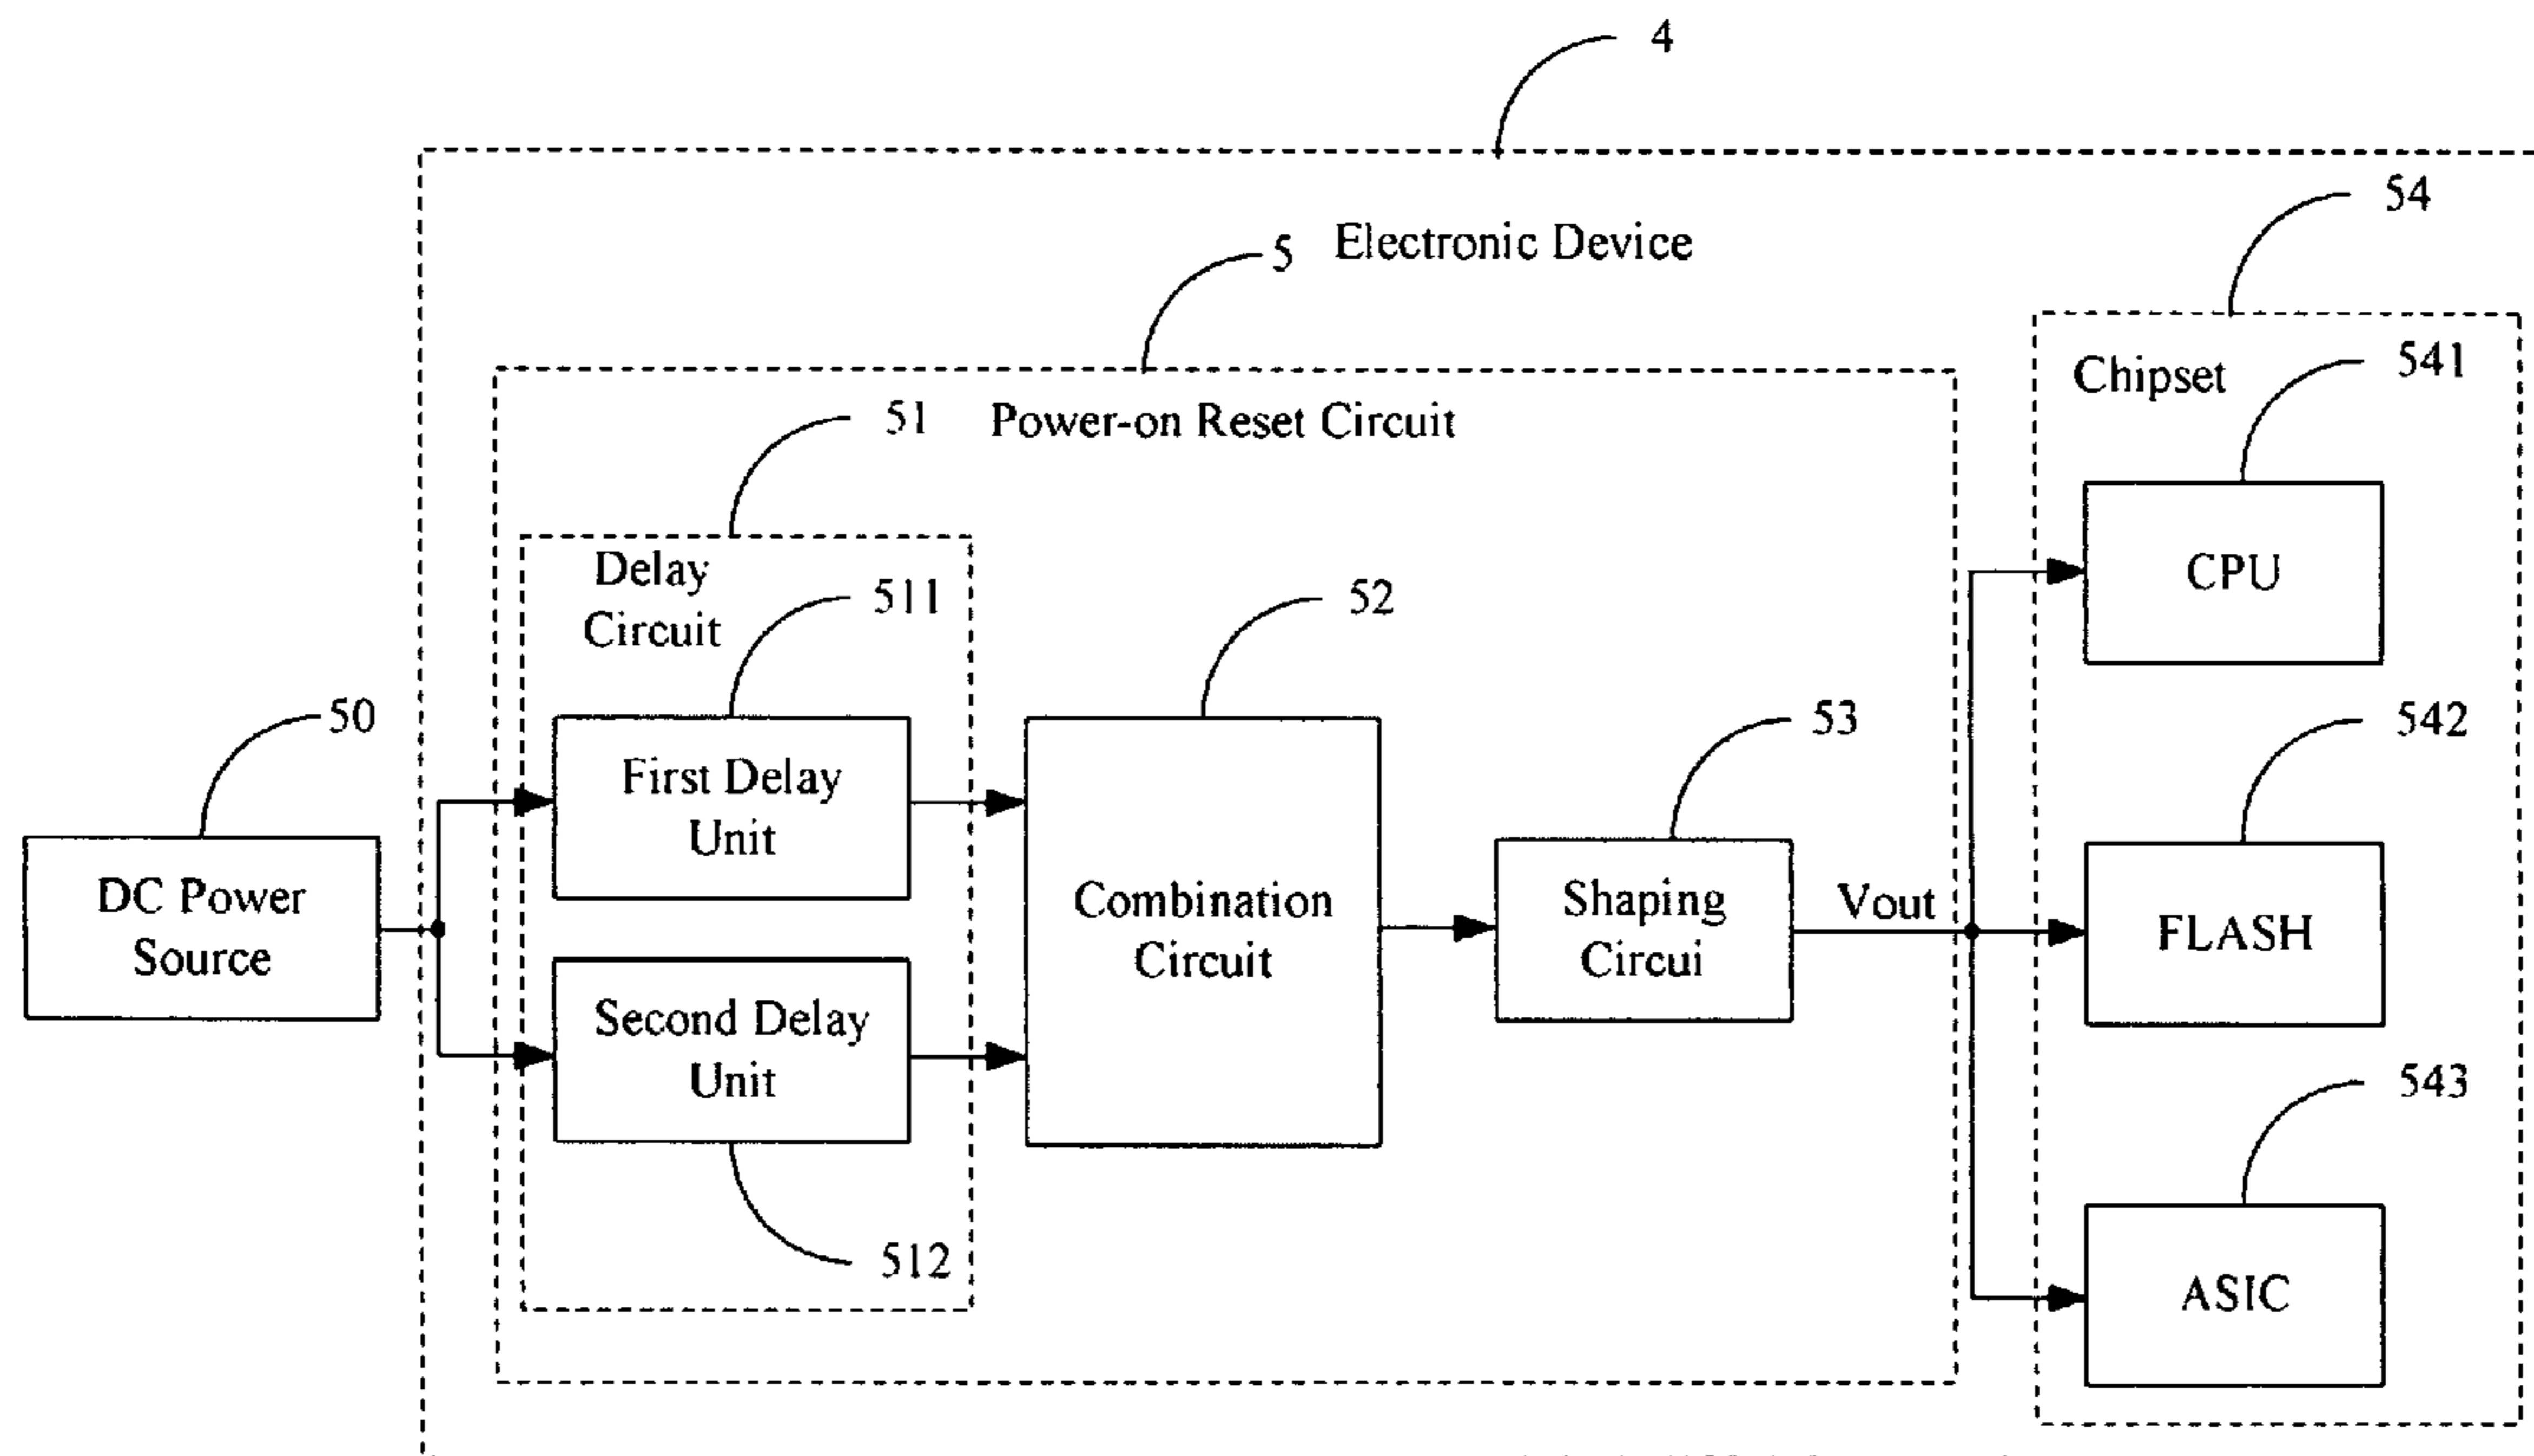 4
54
5 Electronic Device
Chipset
541
51
Power-on Reset Circuit
Delay
Circuit
511
52
CPU
50
53
542
First Delay
Unit
DC Power
Source
Combination
Circuit
Shaping
Circui
Vout
FLASH
Second Delay
Unit
543
512
ASIC